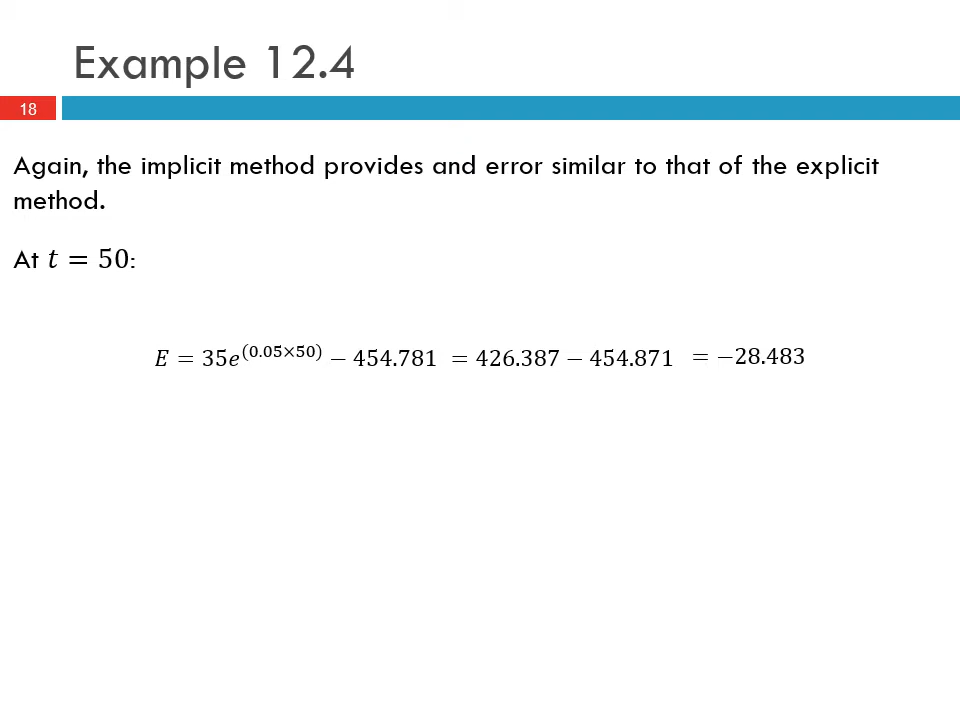 Example 12.4
18
Again, the implicit method provides and error similar to that of the explicit
method.
At t = 50:
E = 35e^(0.05×50) − 454.781 = 426.387 − 454.871 = −28.483